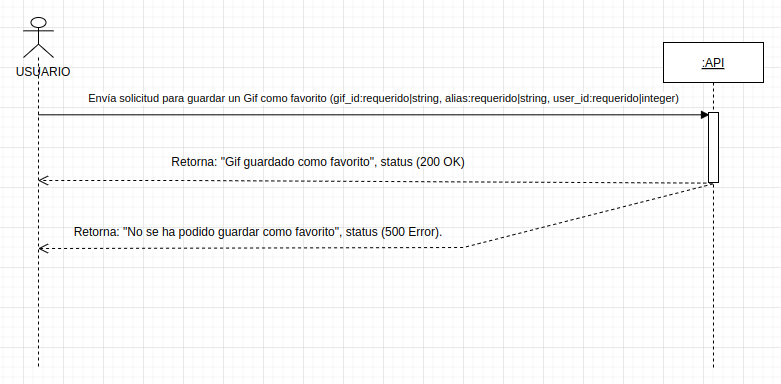 USUARIO
:API
Envía solicitud para guardar un Gif como favorito (gif_id:requerido|string, alias:requerido|string, user_id:requerido|integer)
Retorna: "Gif guardado como favorito", status (200 OK)
Retorna: "No se ha podido guardar como favorito", status (500 Error).